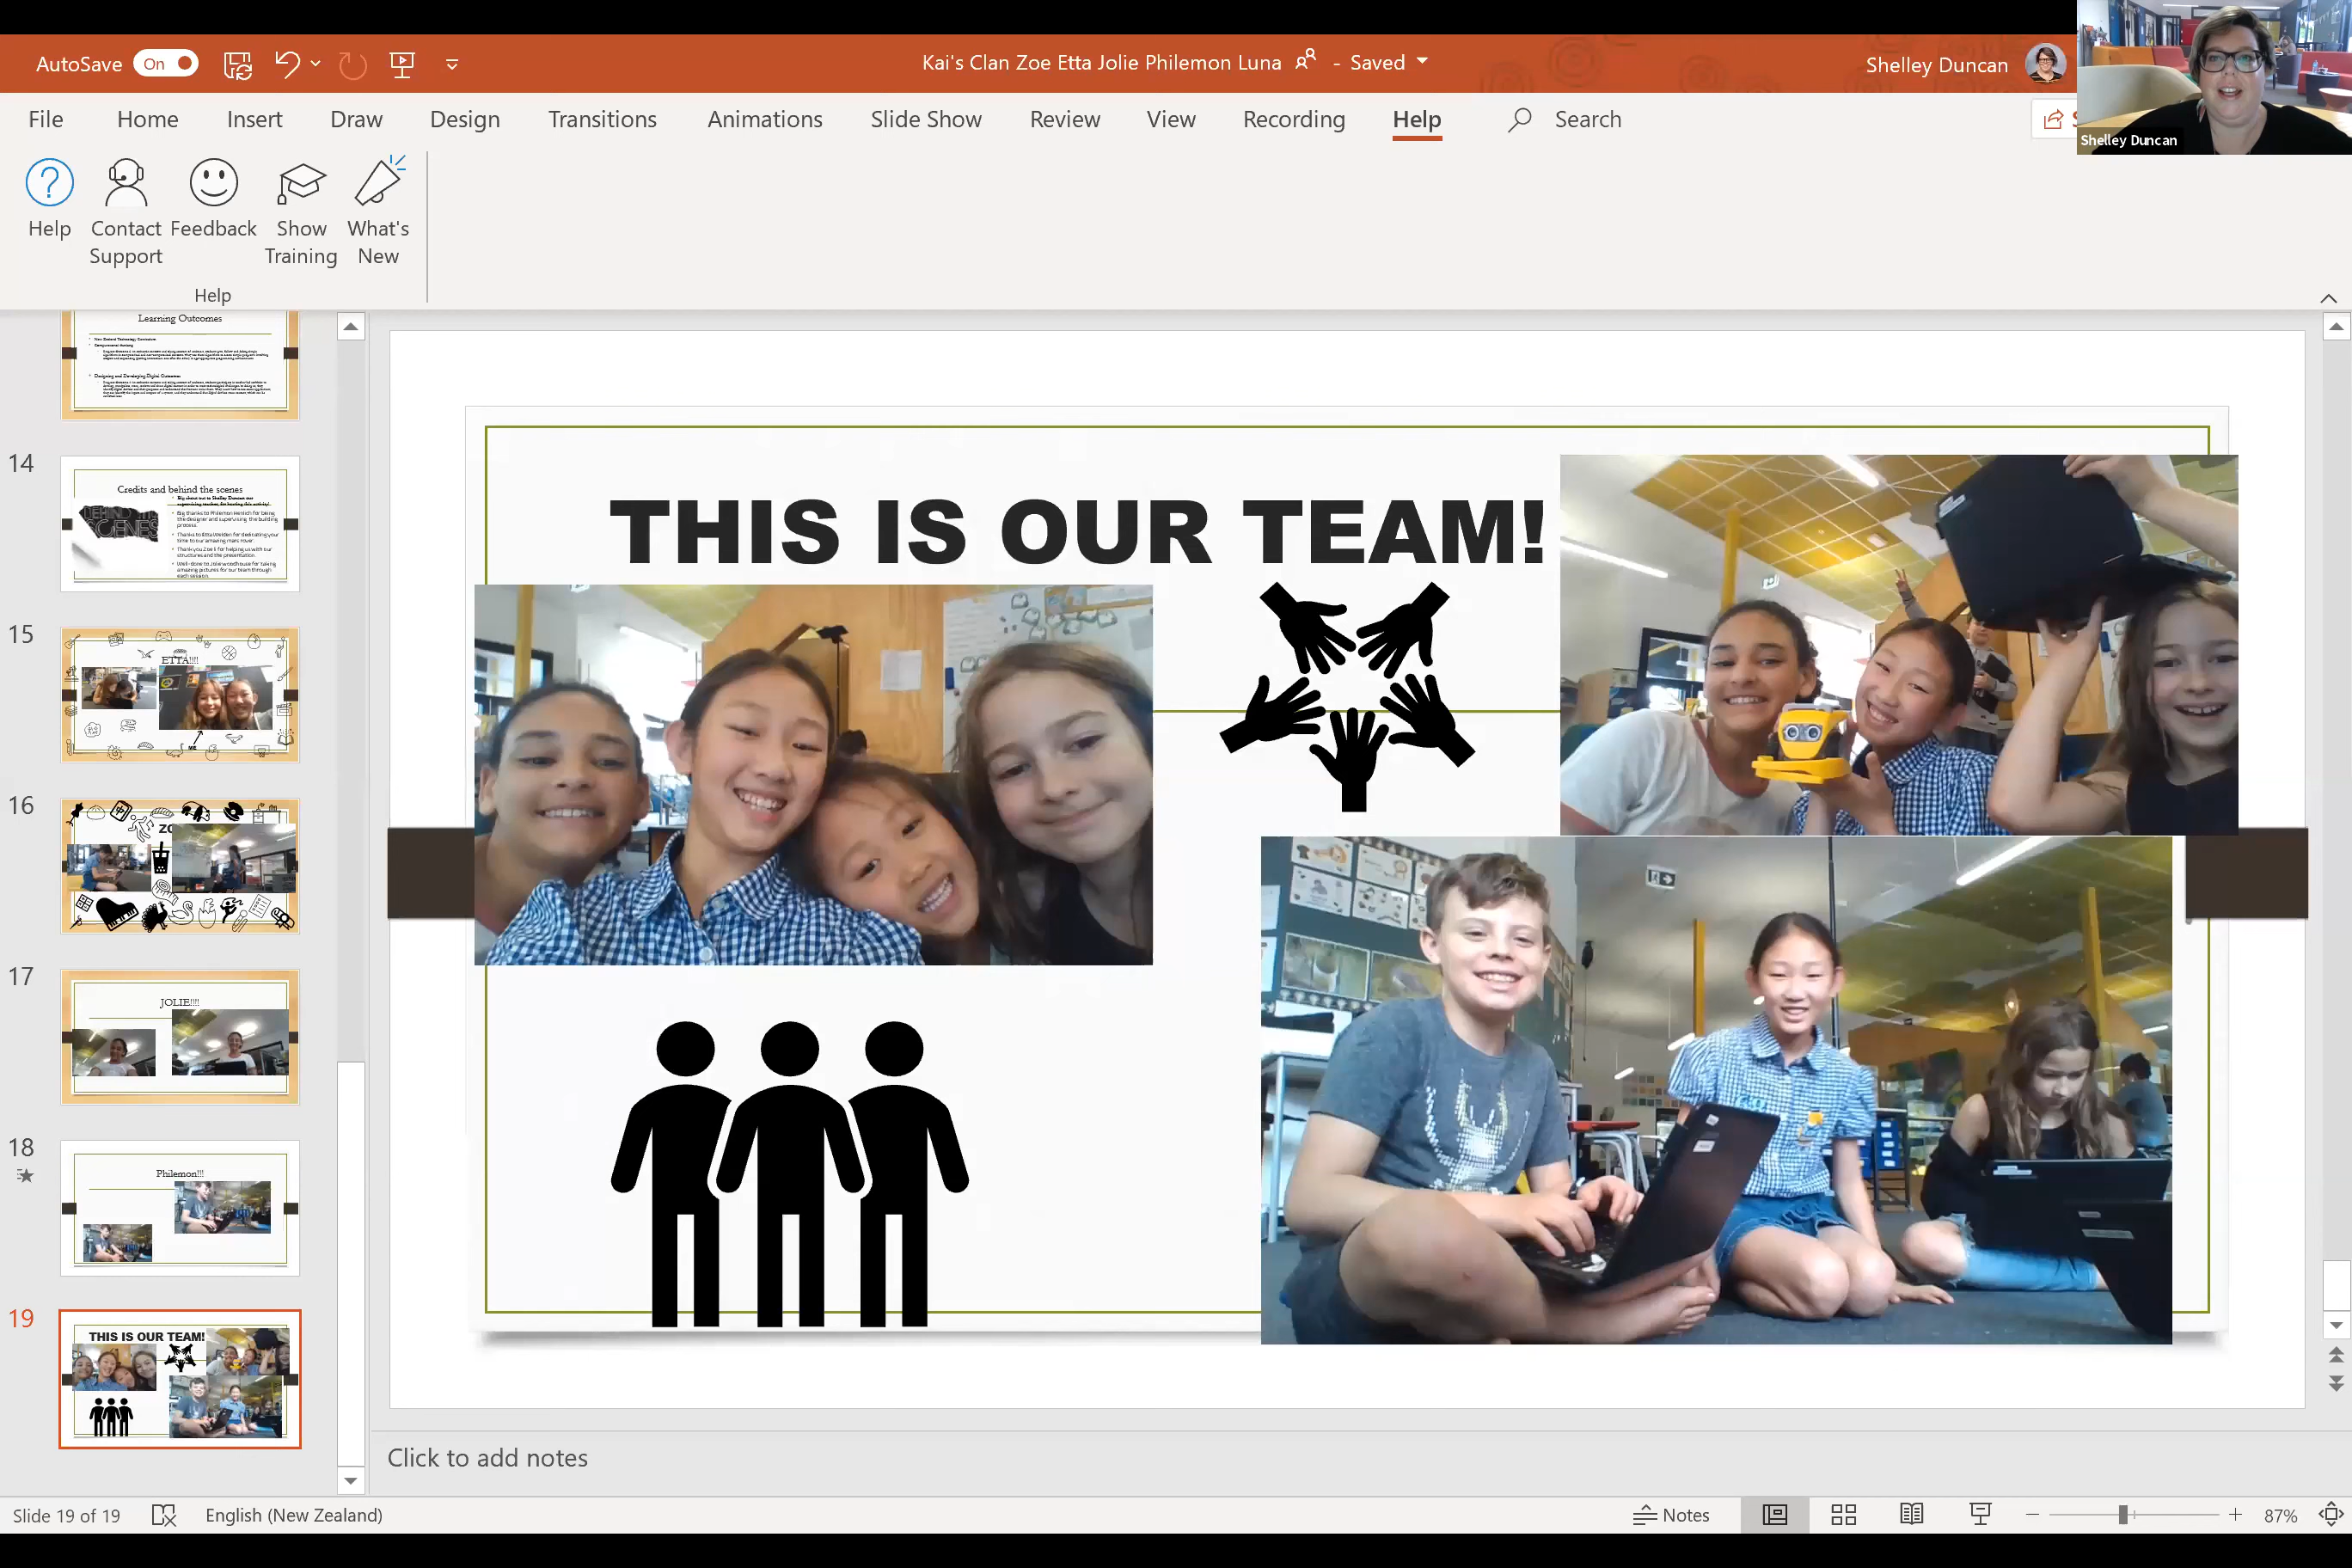 AutoSave On
Kai's Clan Zoe Etta Jolie Philemon Luna - Saved
Shelley Duncan
Shelley Duncan
File Home Insert Draw Design Transitions Animations Slide Show Review View Recording Help Search
Help
Contact Support
Feedback
Show Training
What's New
Help
Learning Outcomes
14
Credits and behind the scenes
15
ETTA!!!!
ME
16
17
JOLIE!!!!
18
Philemon!!!
19
THIS IS OUR TEAM!
THIS IS OUR TEAM!
Click to add notes
Slide 19 of 19
English (New Zealand)
Notes
87%